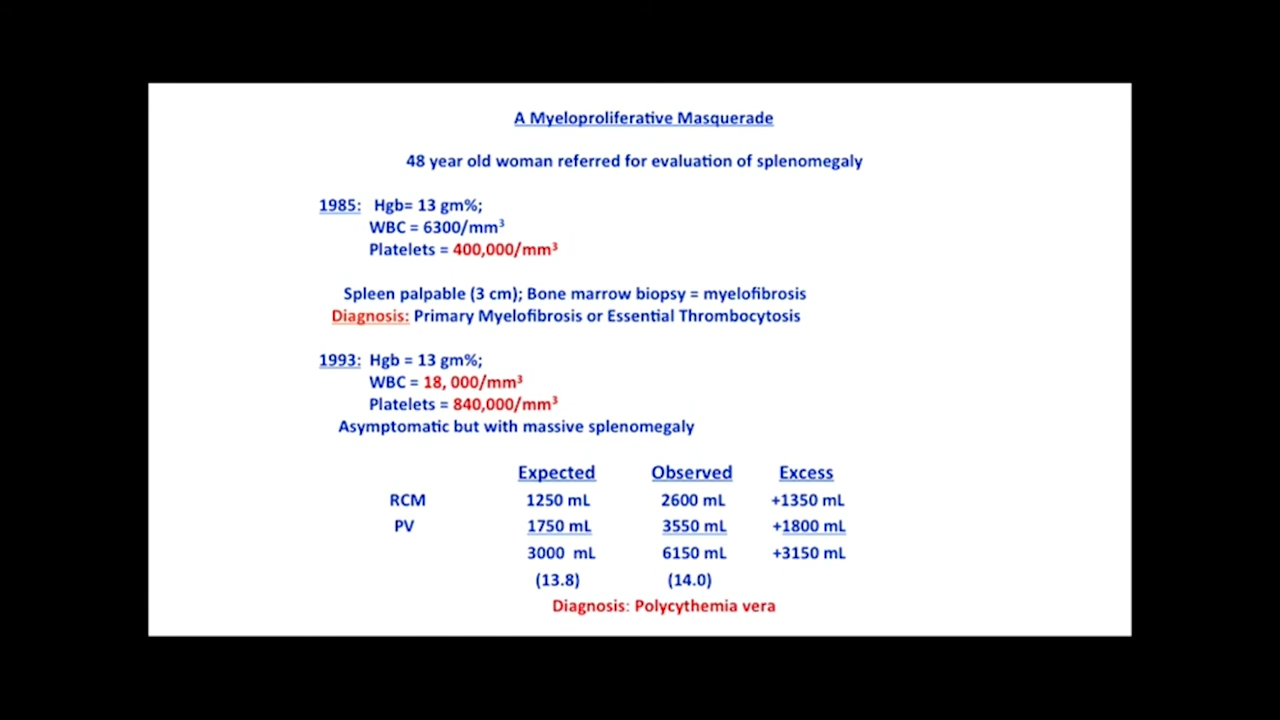 A Myeloproliferative Masquerade
48 year old woman referred for evaluation of splenomegaly
1985: Hgb= 13 gm%;
WBC = 6300/mm³
Platelets = 400,000/mm³
Spleen palpable (3 cm); Bone marrow biopsy = myelofibrosis
Diagnosis: Primary Myelofibrosis or Essential Thrombocytosis
1993: Hgb = 13 gm%;
WBC = 18, 000/mm³
Platelets = 840,000/mm³
Asymptomatic but with massive splenomegaly
Expected Observed Excess
RCM 1250 mL 2600 mL +1350 mL
PV 1750 mL 3550 mL +1800 mL
3000 mL 6150 mL +3150 mL
(13.8) (14.0)
Diagnosis: Polycythemia vera